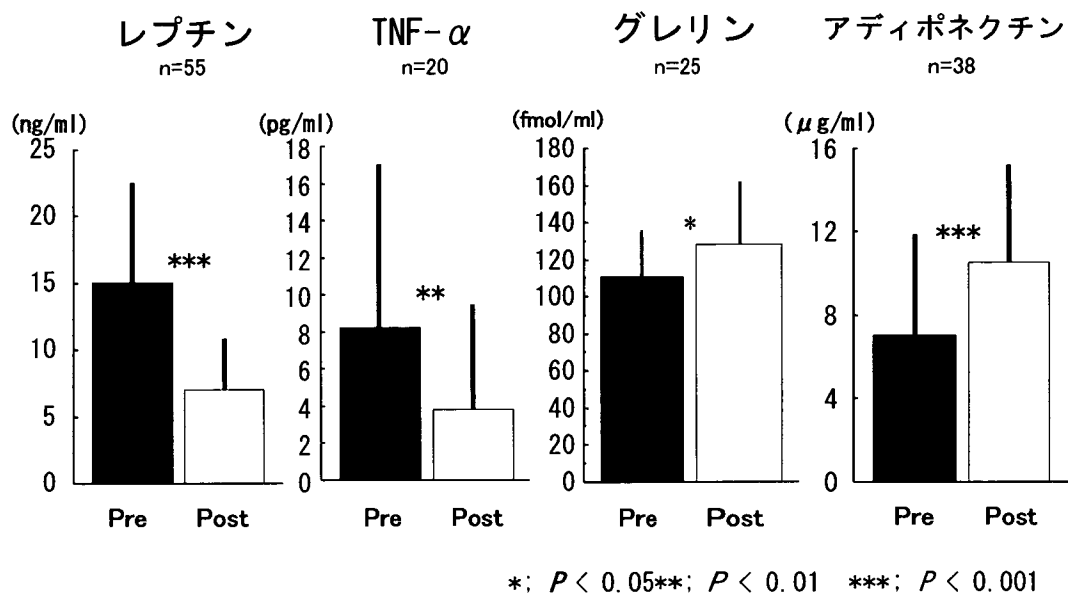 レプチン TNF-α グレリン アディポネクチン
n=55 n=20 n=25 n=38
(ng/ml) (pg/ml) (fmol/ml) (μg/ml)
25 20 15 10 5 0
18 16 14 12 10 8 6 4 2 0
180 160 140 120 100 80 60 40 20 0
16 12 8 4 0
*** ** * ***
Pre Post Pre Post Pre Post Pre Post
*; P < 0.05**; P < 0.01 ***; P < 0.001